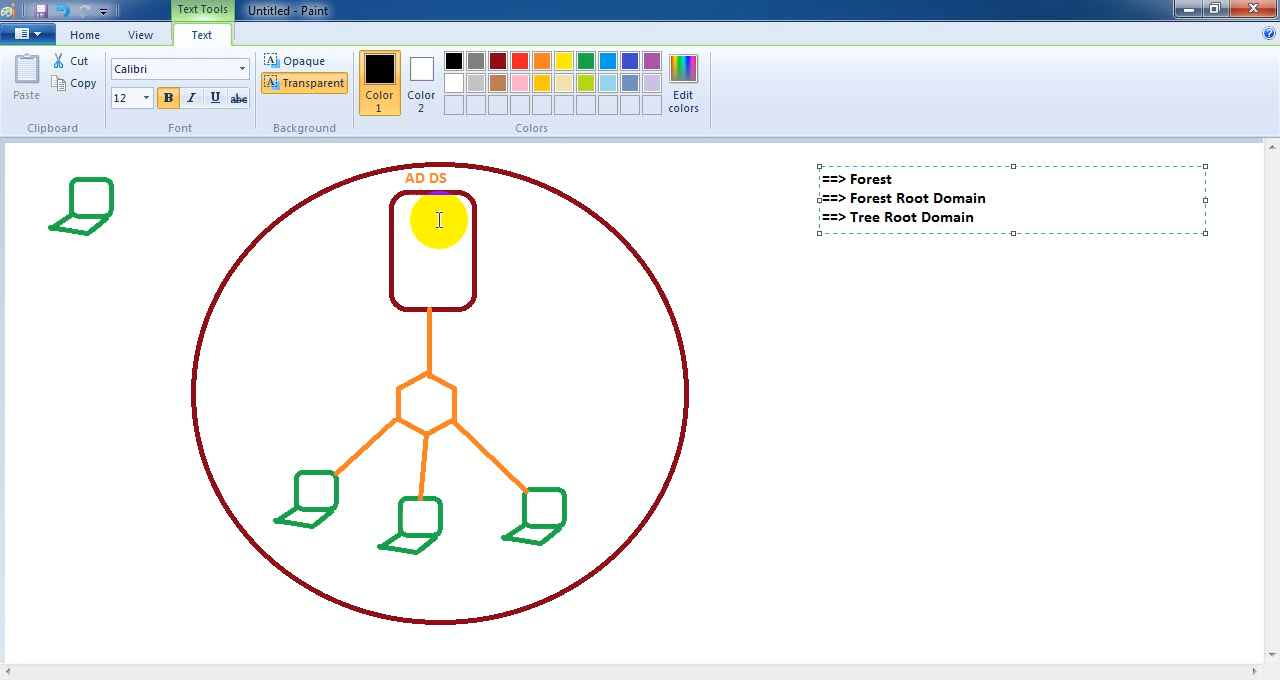 Text Tools
Untitled - Paint
Home
View
Text
Paste
Cut
Copy
Clipboard
Calibri
12
B
I
U
abc
Font
Opaque
Transparent
Background
Color 1
Color 2
Edit colors
Colors
AD DS
==> Forest
==> Forest Root Domain
==> Tree Root Domain